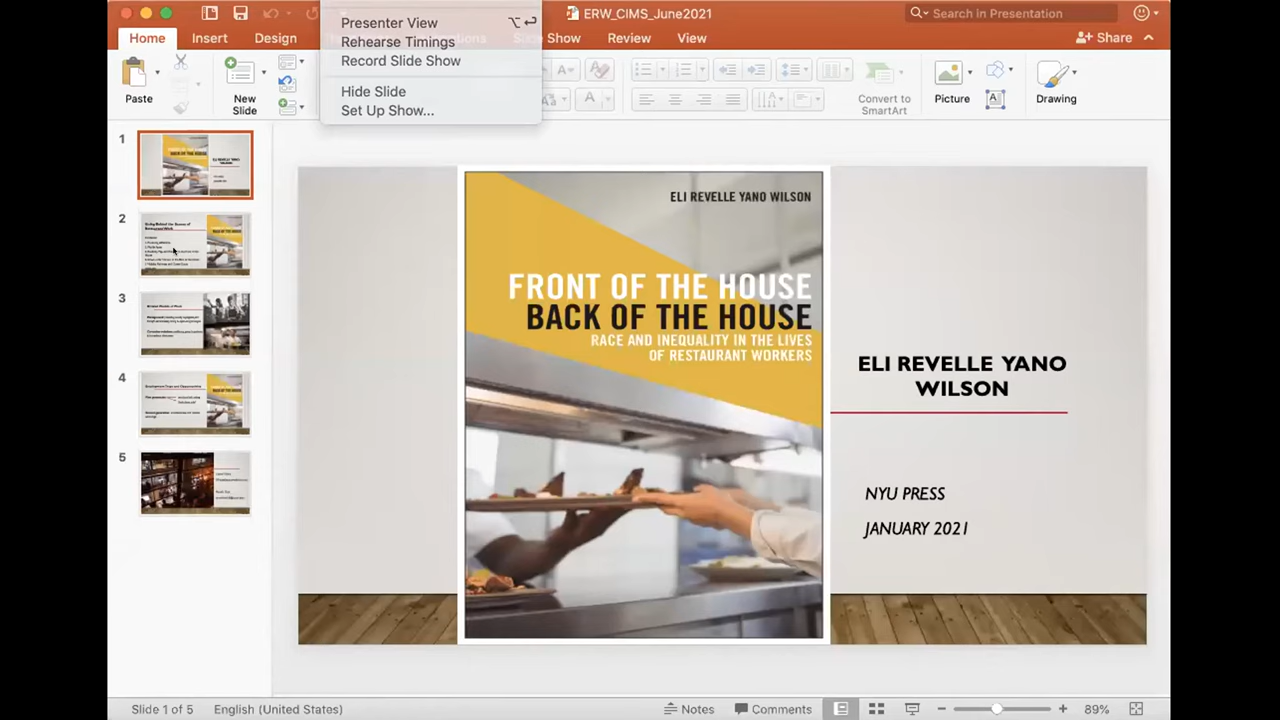 ERW_CIMS_June2021
Search in Presentation
Presenter View
Rehearse Timings
Record Slide Show
Hide Slide
Set Up Show...
Home
Insert
Design
Show
Review
View
Share
Paste
New
Slide
Convert to
SmartArt
Picture
Drawing
1
2
3
4
5
ELI REVELLE YANO WILSON
FRONT OF THE HOUSE
BACK OF THE HOUSE
RACE AND INEQUALITY IN THE LIVES
OF RESTAURANT WORKERS
ELI REVELLE YANO
WILSON
NYU PRESS
JANUARY 2021
Slide 1 of 5
English (United States)
Notes
Comments
89%